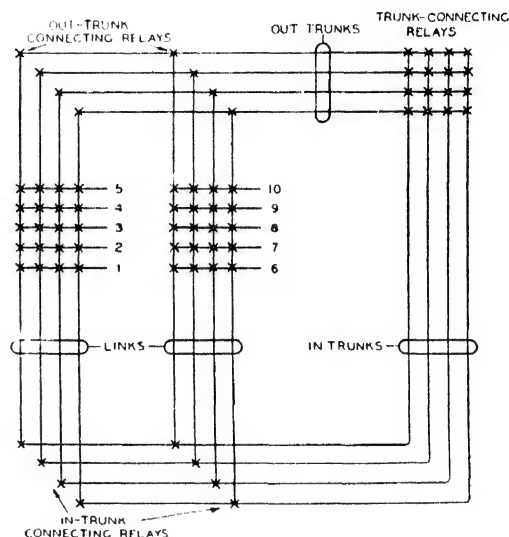 OUT-TRUNK
CONNECTING RELAYS
OUT TRUNKS
TRUNK-CONNECTING
RELAYS
5
10
4
9
3
8
2
7
1
6
LINKS
IN TRUNKS
IN-TRUNK
CONNECTING RELAYS